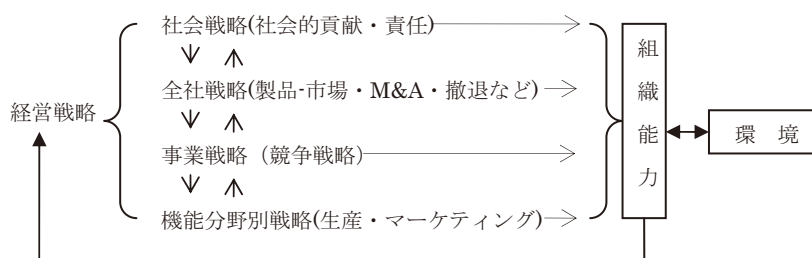 社会戦略(社会的貢献・責任)
全社戦略(製品-市場・M&A・撤退など)
経営戦略
事業戦略（競争戦略）
機能分野別戦略(生産・マーケティング)
組織能力
環　境